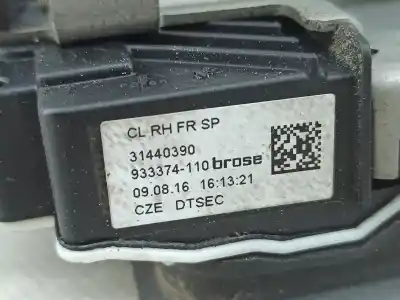 CL RH FR SP
31440390
933374-110 brose
09.08.16 16:13:21
CZE DTSEC